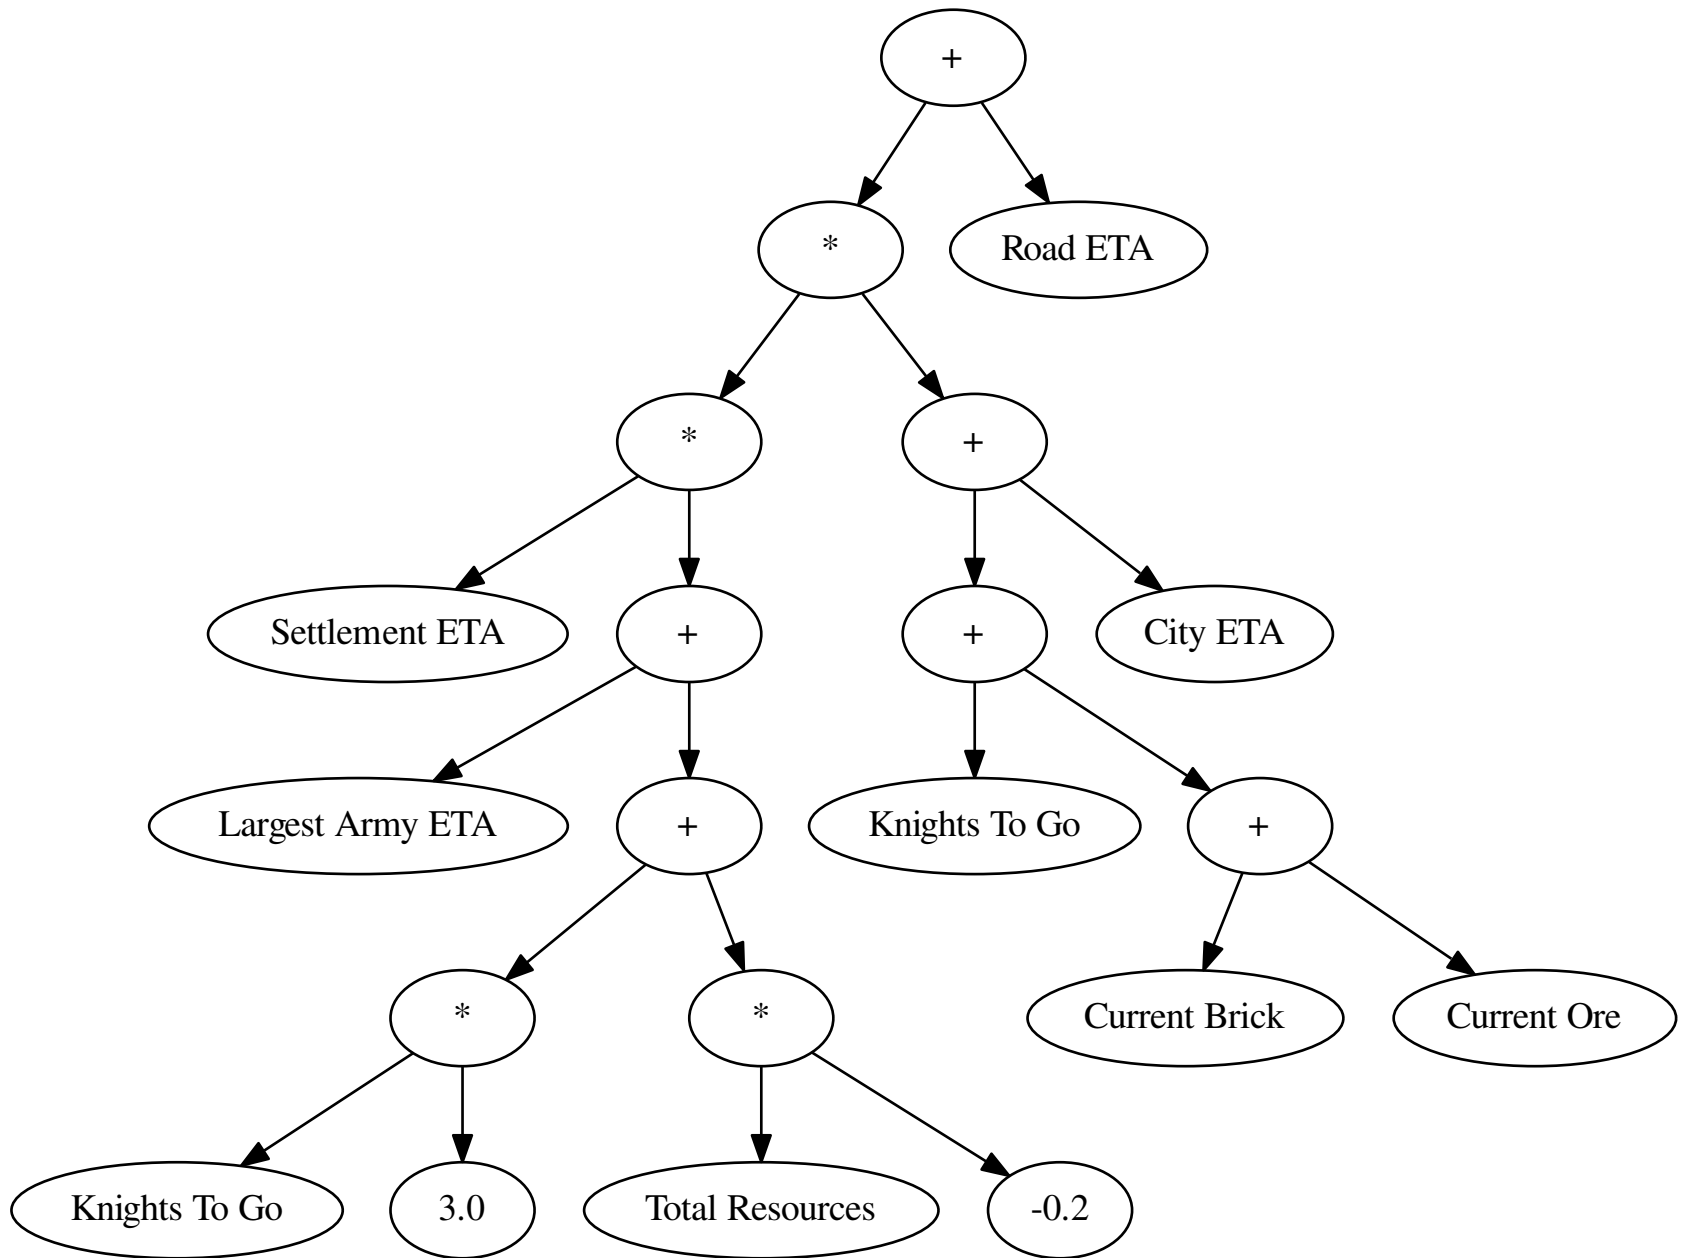 +
* Road ETA
* +
Settlement ETA + + City ETA
Largest Army ETA + Knights To Go +
* * Current Brick Current Ore
Knights To Go 3.0 Total Resources -0.2